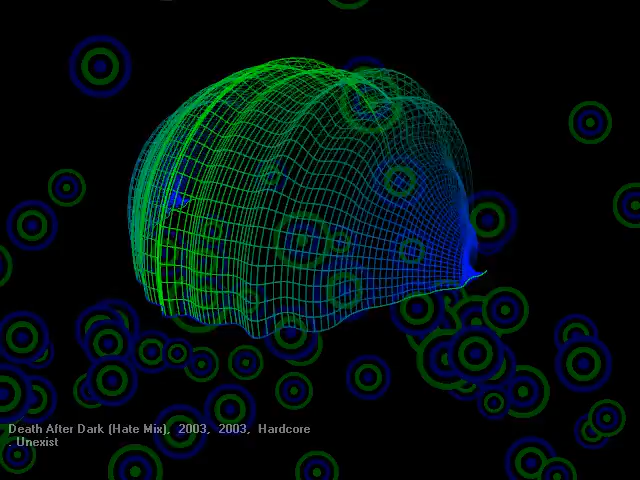 Death After Dark (Hate Mix), 2003, 2003, Hardcore
. Unexist